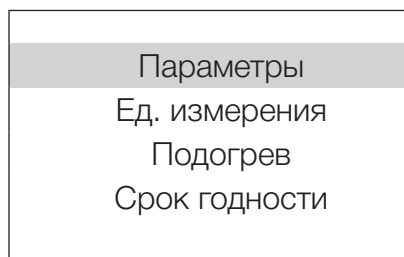 Параметры
Ед. измерения
Подогрев
Срок годности